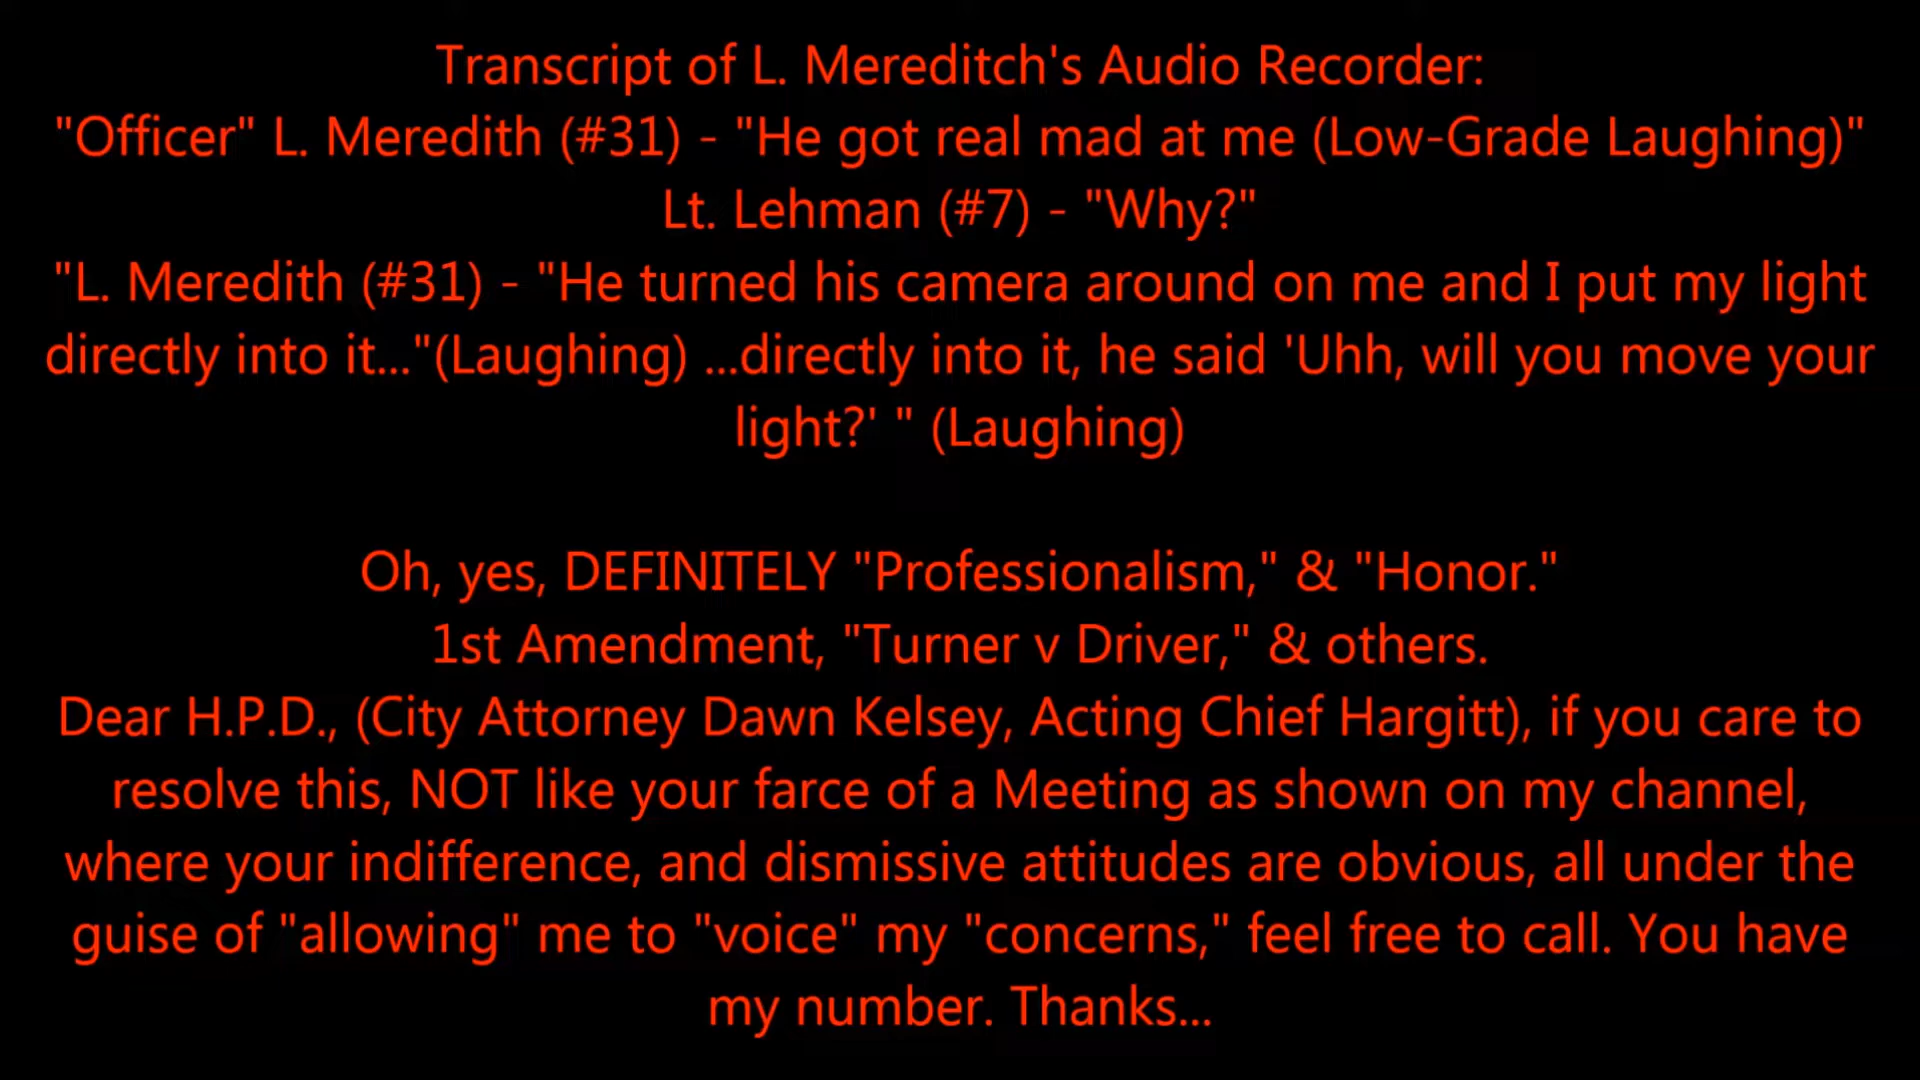 Transcript of L. Mereditch's Audio Recorder:
"Officer" L. Meredith (#31) - "He got real mad at me (Low-Grade Laughing)"
Lt. Lehman (#7) - "Why?"
"L. Meredith (#31) - "He turned his camera around on me and I put my light
directly into it..."(Laughing) ...directly into it, he said 'Uhh, will you move your
light?' " (Laughing)
Oh, yes, DEFINITELY "Professionalism," & "Honor."
1st Amendment, "Turner v Driver," & others.
Dear H.P.D., (City Attorney Dawn Kelsey, Acting Chief Hargitt), if you care to
resolve this, NOT like your farce of a Meeting as shown on my channel,
where your indifference, and dismissive attitudes are obvious, all under the
guise of "allowing" me to "voice" my "concerns," feel free to call. You have
my number. Thanks...